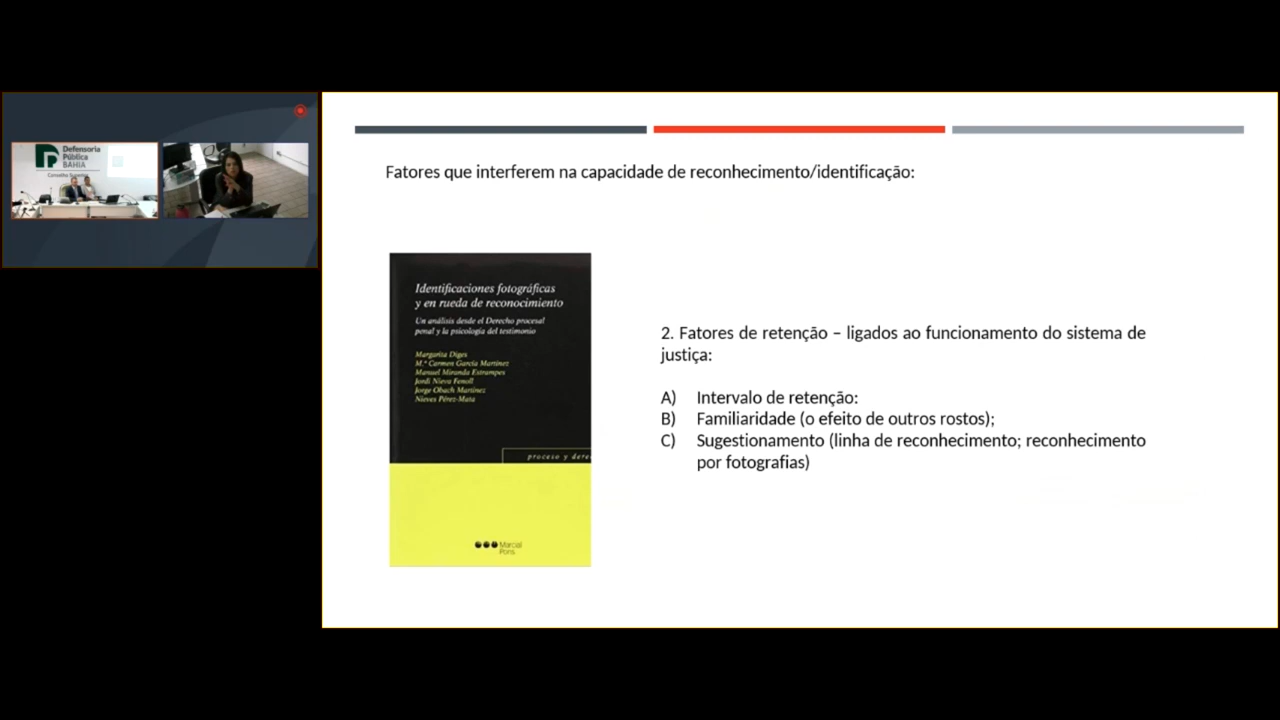 Defensoria
Pública
BAHIA
Conselho Superior
Fatores que interferem na capacidade de reconhecimento/identificação:
Identificaciones fotográficas
y en rueda de reconocimiento
Un análisis desde el Derecho procesal
penal y la psicología del testimonio
Margarita Diges
M.ª Carmen García Martínez
Manuel Miranda Estrampes
Jordi Nieva Fenoll
Jorge Obach Martínez
Nieves Pérez-Mata
proceso y dere
Marcial
Pons
2. Fatores de retenção – ligados ao funcionamento do sistema de
justiça:
A) Intervalo de retenção:
B) Familiaridade (o efeito de outros rostos);
C) Sugestionamento (linha de reconhecimento; reconhecimento
por fotografias)